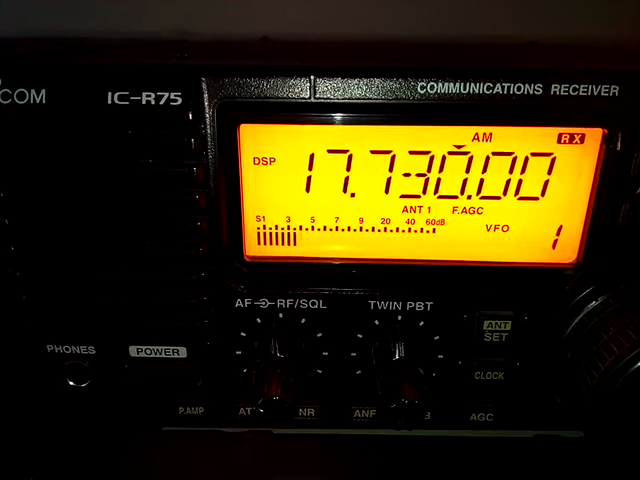 COM IC-R75 COMMUNICATIONS RECEIVER
AM RX
DSP 17.730.00
ANT 1 F.AGC
S1 3 5 7 9 20 40 60dB VFO 1
AF RF/SQL TWIN PBT
ANT
SET
PHONES POWER
CLOCK
P.AMP NR ANF AGC